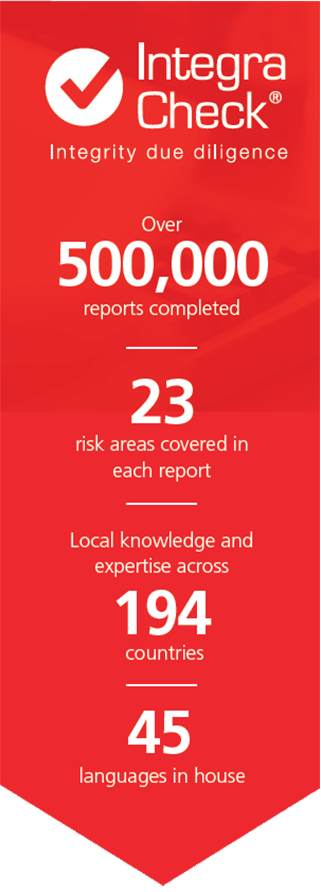 Integra
Check®
Integrity due diligence
Over
500,000
reports completed
23
risk areas covered in
each report
Local knowledge and
expertise across
194
countries
45
languages in house